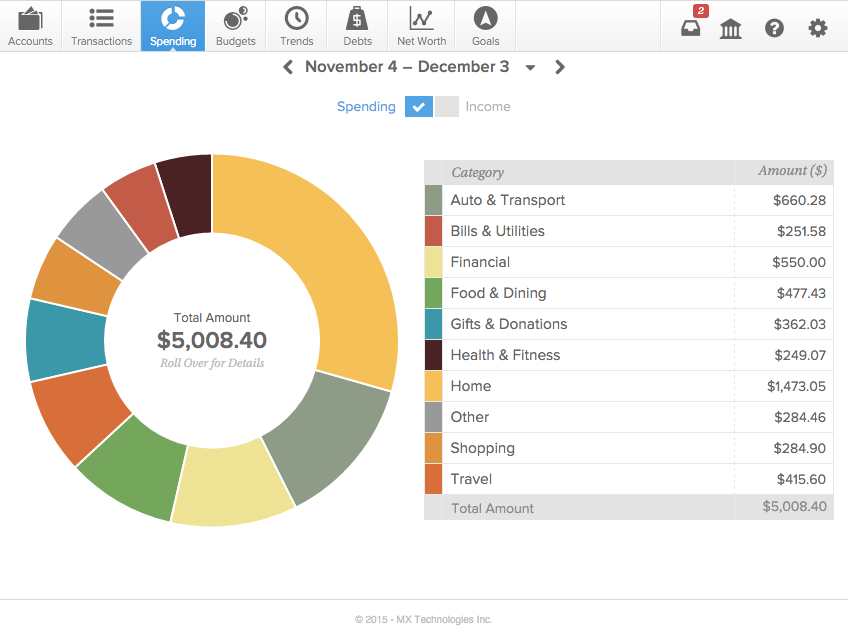 Accounts Transactions Spending Budgets Trends Debts Net Worth Goals 2
November 4 – December 3
Spending Income
Category Amount ($)
Auto & Transport $660.28
Bills & Utilities $251.58
Financial $550.00
Food & Dining $477.43
Gifts & Donations $362.03
Health & Fitness $249.07
Home $1,473.05
Other $284.46
Shopping $284.90
Travel $415.60
Total Amount $5,008.40
Total Amount
$5,008.40
Roll Over for Details
© 2015 - MX Technologies Inc.